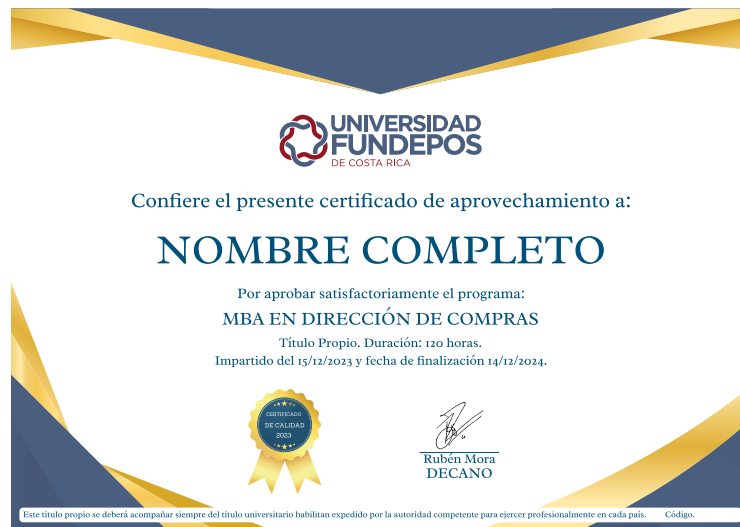 UNIVERSIDAD
FUNDEPOS
DE COSTA RICA
Confiere el presente certificado de aprovechamiento a:
NOMBRE COMPLETO
Por aprobar satisfactoriamente el programa:
MBA EN DIRECCIÓN DE COMPRAS
Título Propio. Duración: 120 horas.
Impartido del 15/12/2023 y fecha de finalización 14/12/2024.
CERTIFICADO
DE CALIDAD
2023
Rubén Mora
DECANO
Este título propio se deberá acompañar siempre del título universitario habilitan expedido por la autoridad competente para ejercer profesionalmente en cada país. Código.